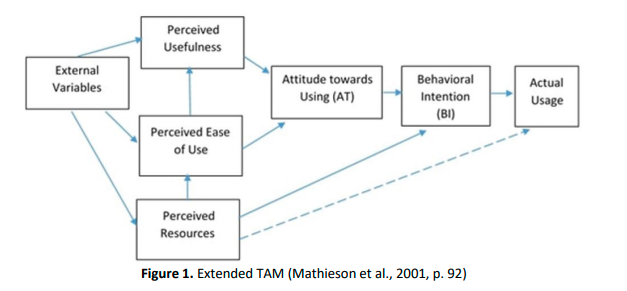 Perceived
Usefulness
External
Variables
Attitude towards
Using (AT)
Behavioral
Intention
(BI)
Actual
Usage
Perceived Ease
of Use
Perceived
Resources
Figure 1. Extended TAM (Mathieson et al., 2001, p. 92)